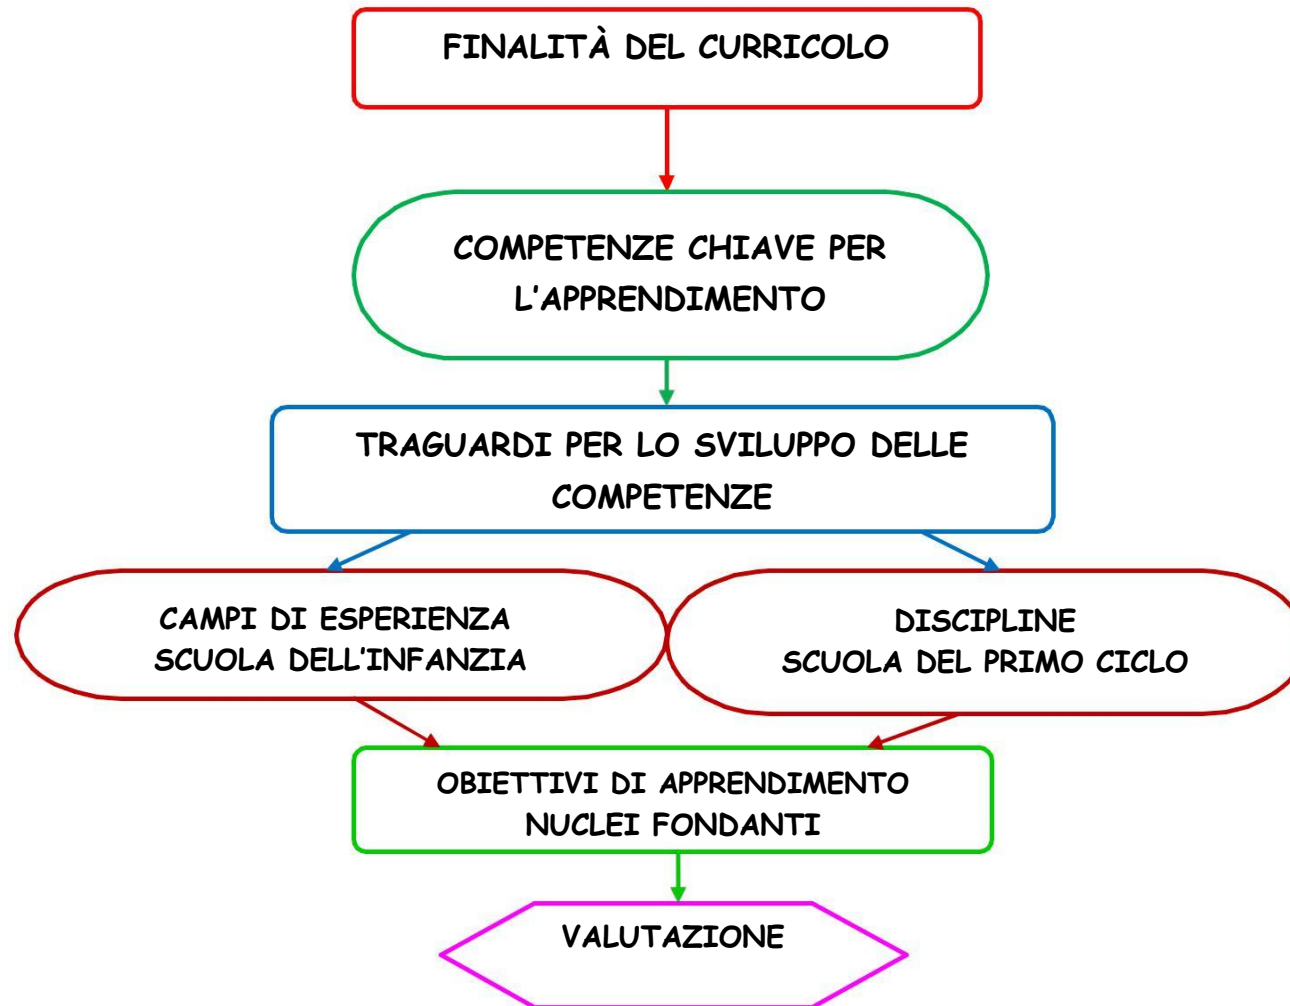 FINALITÀ DEL CURRICOLO
COMPETENZE CHIAVE PER
L'APPRENDIMENTO
TRAGUARDI PER LO SVILUPPO DELLE
COMPETENZE
CAMPI DI ESPERIENZA
SCUOLA DELL'INFANZIA
DISCIPLINE
SCUOLA DEL PRIMO CICLO
OBIETTIVI DI APPRENDIMENTO
NUCLEI FONDANTI
VALUTAZIONE